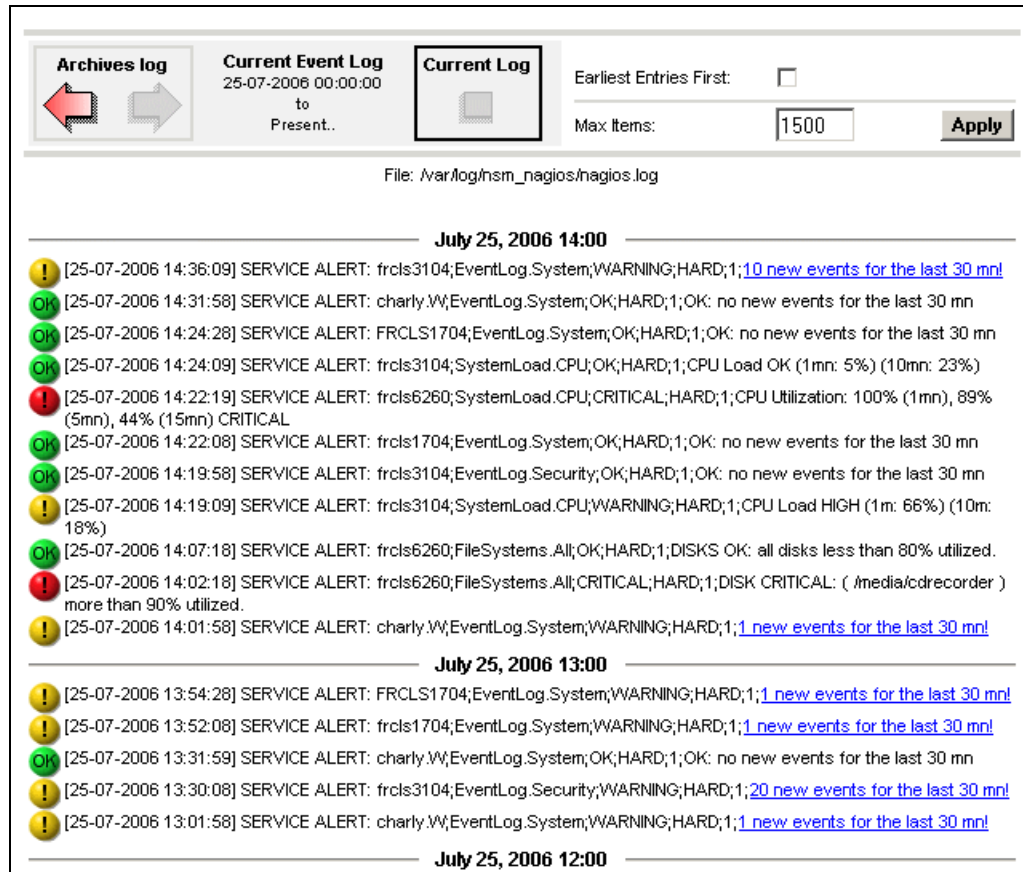 Archives log
Current Event Log
25-07-2006 00:00:00
to
Present..
Current Log
Earliest Entries First:
Max Items:
1500
Apply
File: /var/log/nsm_nagios/nagios.log
July 25, 2006 14:00
! [25-07-2006 14:36:09] SERVICE ALERT: frcls3104;EventLog.System;WARNING;HARD;1;10 new events for the last 30 mn!
OK [25-07-2006 14:31:58] SERVICE ALERT: charly.W;EventLog.System;OK;HARD;1;OK: no new events for the last 30 mn
OK [25-07-2006 14:24:28] SERVICE ALERT: FRCLS1704;EventLog.System;OK;HARD;1;OK: no new events for the last 30 mn
OK [25-07-2006 14:24:09] SERVICE ALERT: frcls3104;SystemLoad.CPU;OK;HARD;1;CPU Load OK (1mn: 5%) (10mn: 23%)
! [25-07-2006 14:22:19] SERVICE ALERT: frcls6260;SystemLoad.CPU;CRITICAL;HARD;1;CPU Utilization: 100% (1mn), 89%
(5mn), 44% (15mn) CRITICAL
OK [25-07-2006 14:22:08] SERVICE ALERT: frcls1704;EventLog.System;OK;HARD;1;OK: no new events for the last 30 mn
OK [25-07-2006 14:19:58] SERVICE ALERT: frcls3104;EventLog.Security;OK;HARD;1;OK: no new events for the last 30 mn
! [25-07-2006 14:19:09] SERVICE ALERT: frcls3104;SystemLoad.CPU;WARNING;HARD;1;CPU Load HIGH (1m: 66%) (10m:
18%)
OK [25-07-2006 14:07:18] SERVICE ALERT: frcls6260;FileSystems.All;OK;HARD;1;DISKS OK: all disks less than 80% utilized.
! [25-07-2006 14:02:18] SERVICE ALERT: frcls6260;FileSystems.All;CRITICAL;HARD;1;DISK CRITICAL: ( /media/cdrecorder )
more than 90% utilized.
! [25-07-2006 14:01:58] SERVICE ALERT: charly.W;EventLog.System;WARNING;HARD;1;1 new events for the last 30 mn!
July 25, 2006 13:00
! [25-07-2006 13:54:28] SERVICE ALERT: FRCLS1704;EventLog.System;WARNING;HARD;1;1 new events for the last 30 mn!
! [25-07-2006 13:52:08] SERVICE ALERT: frcls1704;EventLog.System;WARNING;HARD;1;1 new events for the last 30 mn!
OK [25-07-2006 13:31:59] SERVICE ALERT: charly.W;EventLog.System;OK;HARD;1;OK: no new events for the last 30 mn
! [25-07-2006 13:30:08] SERVICE ALERT: frcls3104;EventLog.Security;WARNING;HARD;1;20 new events for the last 30 mn!
! [25-07-2006 13:01:58] SERVICE ALERT: charly.W;EventLog.System;WARNING;HARD;1;1 new events for the last 30 mn!
July 25, 2006 12:00